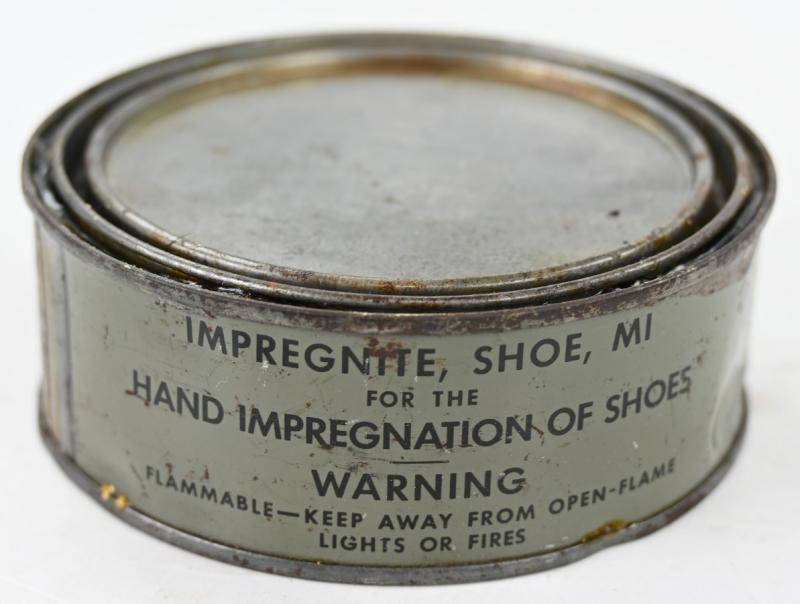 IMPREGNITE, SHOE, MI
FOR THE
HAND IMPREGNATION OF SHOES
WARNING
FLAMMABLE—KEEP AWAY FROM OPEN-FLAME
LIGHTS OR FIRES